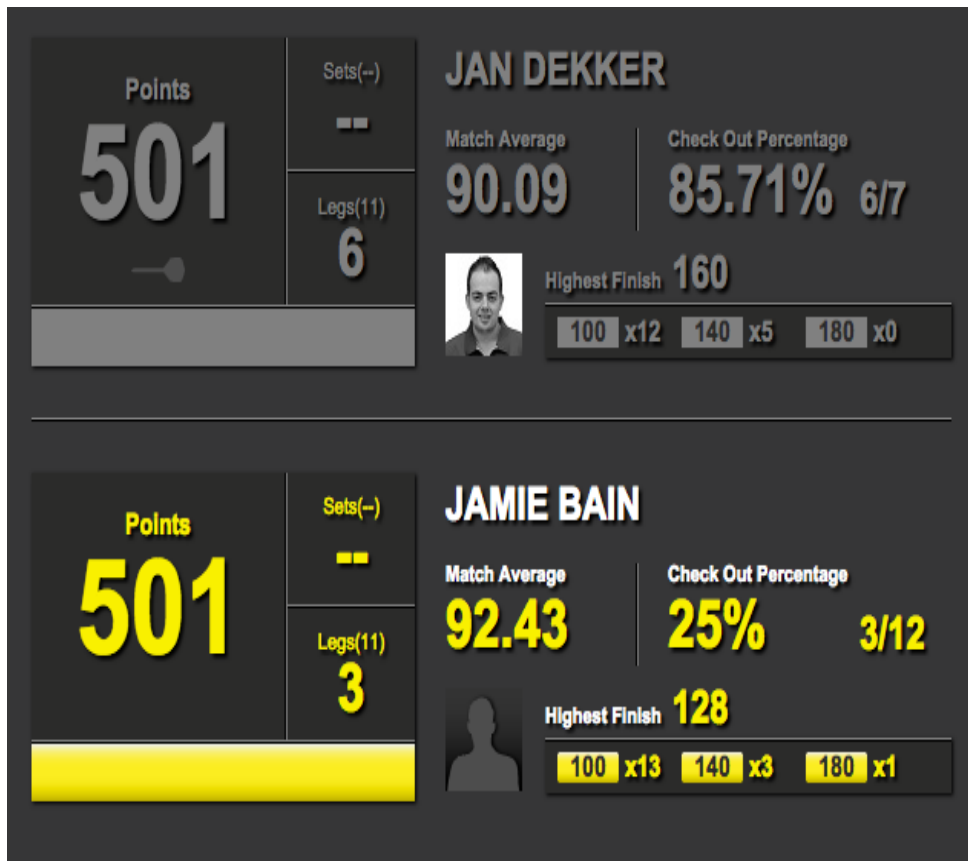 Points
501
Sets(--)
--
Legs(11)
6
JAN DEKKER
Match Average
90.09
Check Out Percentage
85.71% 6/7
Highest Finish 160
100 x12 140 x5 180 x0
Points
501
Sets(--)
--
Legs(11)
3
JAMIE BAIN
Match Average
92.43
Check Out Percentage
25% 3/12
Highest Finish 128
100 x13 140 x3 180 x1